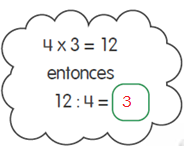 4 x 3 = 12
entonces
12 : 4 = 3